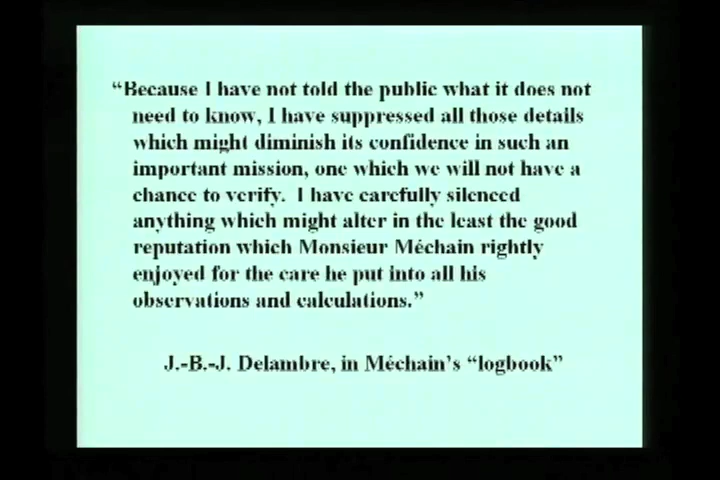 “Because I have not told the public what it does not
need to know, I have suppressed all those details
which might diminish its confidence in such an
important mission, one which we will not have a
chance to verify.  I have carefully silenced
anything which might alter in the least the good
reputation which Monsieur Méchain rightly
enjoyed for the care he put into all his
observations and calculations.”
J.-B.-J. Delambre, in Méchain’s “logbook”